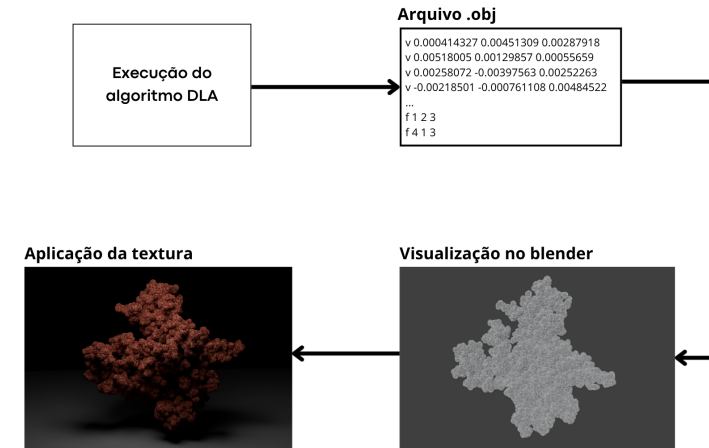 Arquivo .obj
Execução do
algoritmo DLA
v 0.000414327 0.00451309 0.00287918
v 0.00518005 0.00129857 0.00055659
v 0.00258072 -0.00397563 0.00252263
v -0.00218501 -0.000761108 0.00484522
...
f 1 2 3
f 4 1 3
Aplicação da textura
Visualização no blender